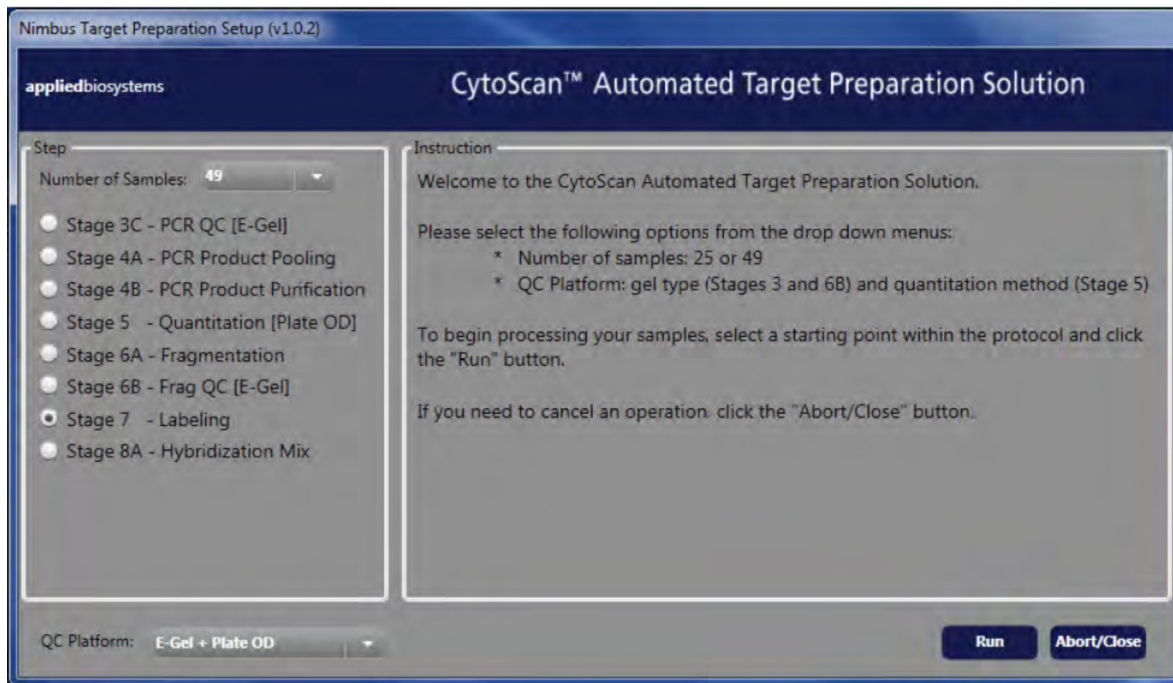 Nimbus Target Preparation Setup (v1.0.2)
appliedbiosystems
CytoScan™ Automated Target Preparation Solution
Step
Number of Samples: 49
Stage 3C - PCR QC [E-Gel]
Stage 4A - PCR Product Pooling
Stage 4B - PCR Product Purification
Stage 5 - Quantitation [Plate OD]
Stage 6A - Fragmentation
Stage 6B - Frag QC [E-Gel]
Stage 7 - Labeling
Stage 8A - Hybridization Mix
Instruction
Welcome to the CytoScan Automated Target Preparation Solution.
Please select the following options from the drop down menus:
* Number of samples: 25 or 49
* QC Platform: gel type (Stages 3 and 6B) and quantitation method (Stage 5)
To begin processing your samples, select a starting point within the protocol and click
the "Run" button.
If you need to cancel an operation, click the "Abort/Close" button.
QC Platform: E-Gel + Plate OD
Run
Abort/Close